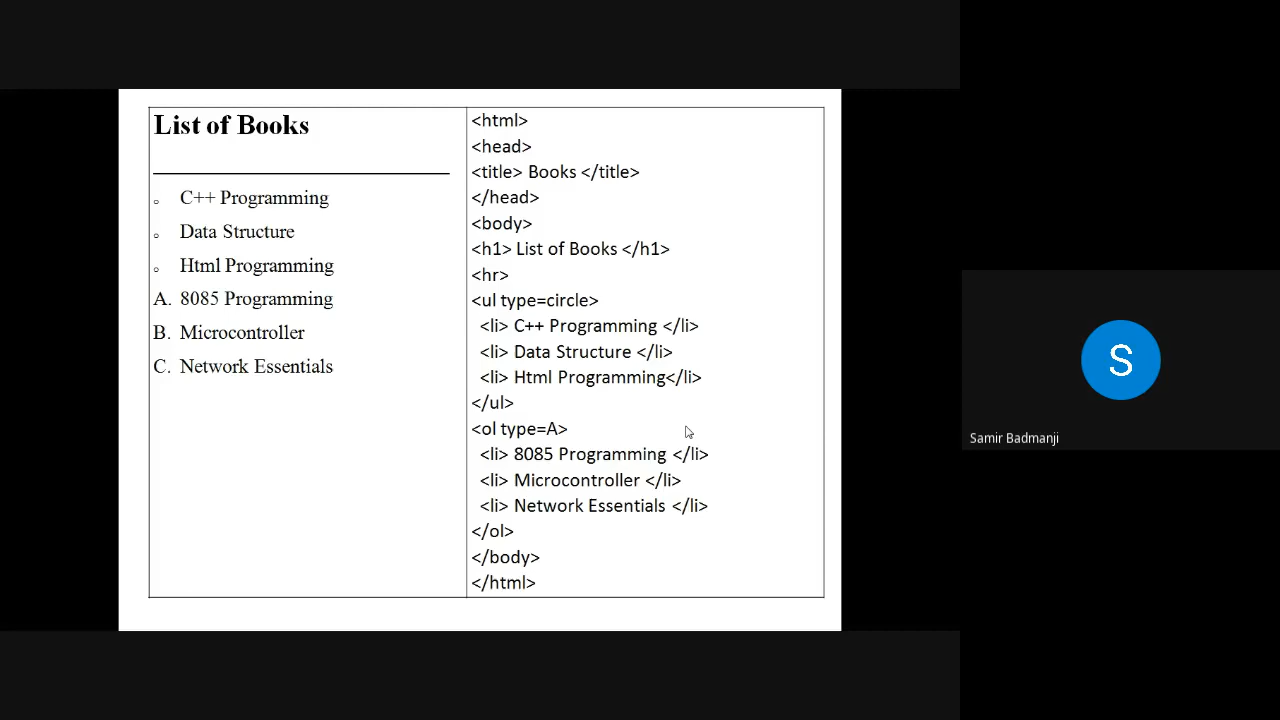 List of Books
◦ C++ Programming
◦ Data Structure
◦ Html Programming
A. 8085 Programming
B. Microcontroller
C. Network Essentials
<html>
<head>
<title> Books </title>
</head>
<body>
<h1> List of Books </h1>
<hr>
<ul type=circle>
<li> C++ Programming </li>
<li> Data Structure </li>
<li> Html Programming</li>
</ul>
<ol type=A>
<li> 8085 Programming </li>
<li> Microcontroller </li>
<li> Network Essentials </li>
</ol>
</body>
</html>
S
Samir Badmanji